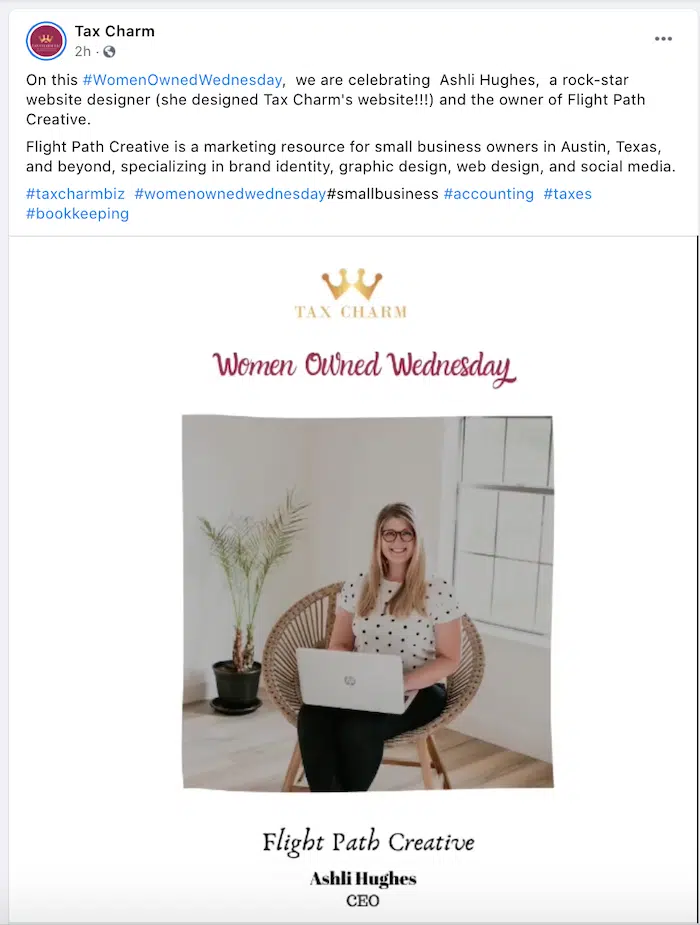 Tax Charm
2h ·
On this #WomenOwnedWednesday, we are celebrating Ashli Hughes, a rock-star
website designer (she designed Tax Charm's website!!!) and the owner of Flight Path
Creative.
Flight Path Creative is a marketing resource for small business owners in Austin, Texas,
and beyond, specializing in brand identity, graphic design, web design, and social media.
#taxcharmbiz #womenownedwednesday#smallbusiness #accounting #taxes
#bookkeeping
TAX CHARM
Women Owned Wednesday
hp
Flight Path Creative
Ashli Hughes
CEO